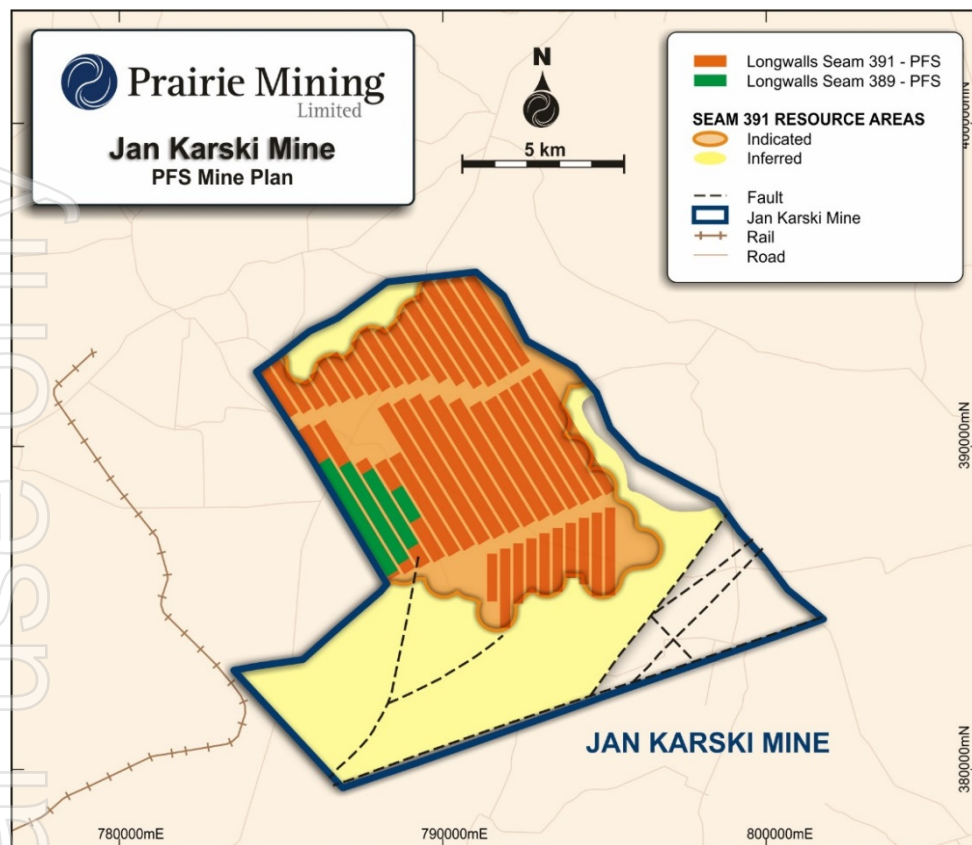 Prairie Mining
Limited
Jan Karski Mine
PFS Mine Plan
N
5 km
Longwalls Seam 391 - PFS
Longwalls Seam 389 - PFS
SEAM 391 RESOURCE AREAS
Indicated
Inferred
Fault
Jan Karski Mine
Rail
Road
400000mN
390000mN
380000mN
JAN KARSKI MINE
780000mE
790000mE
800000mE